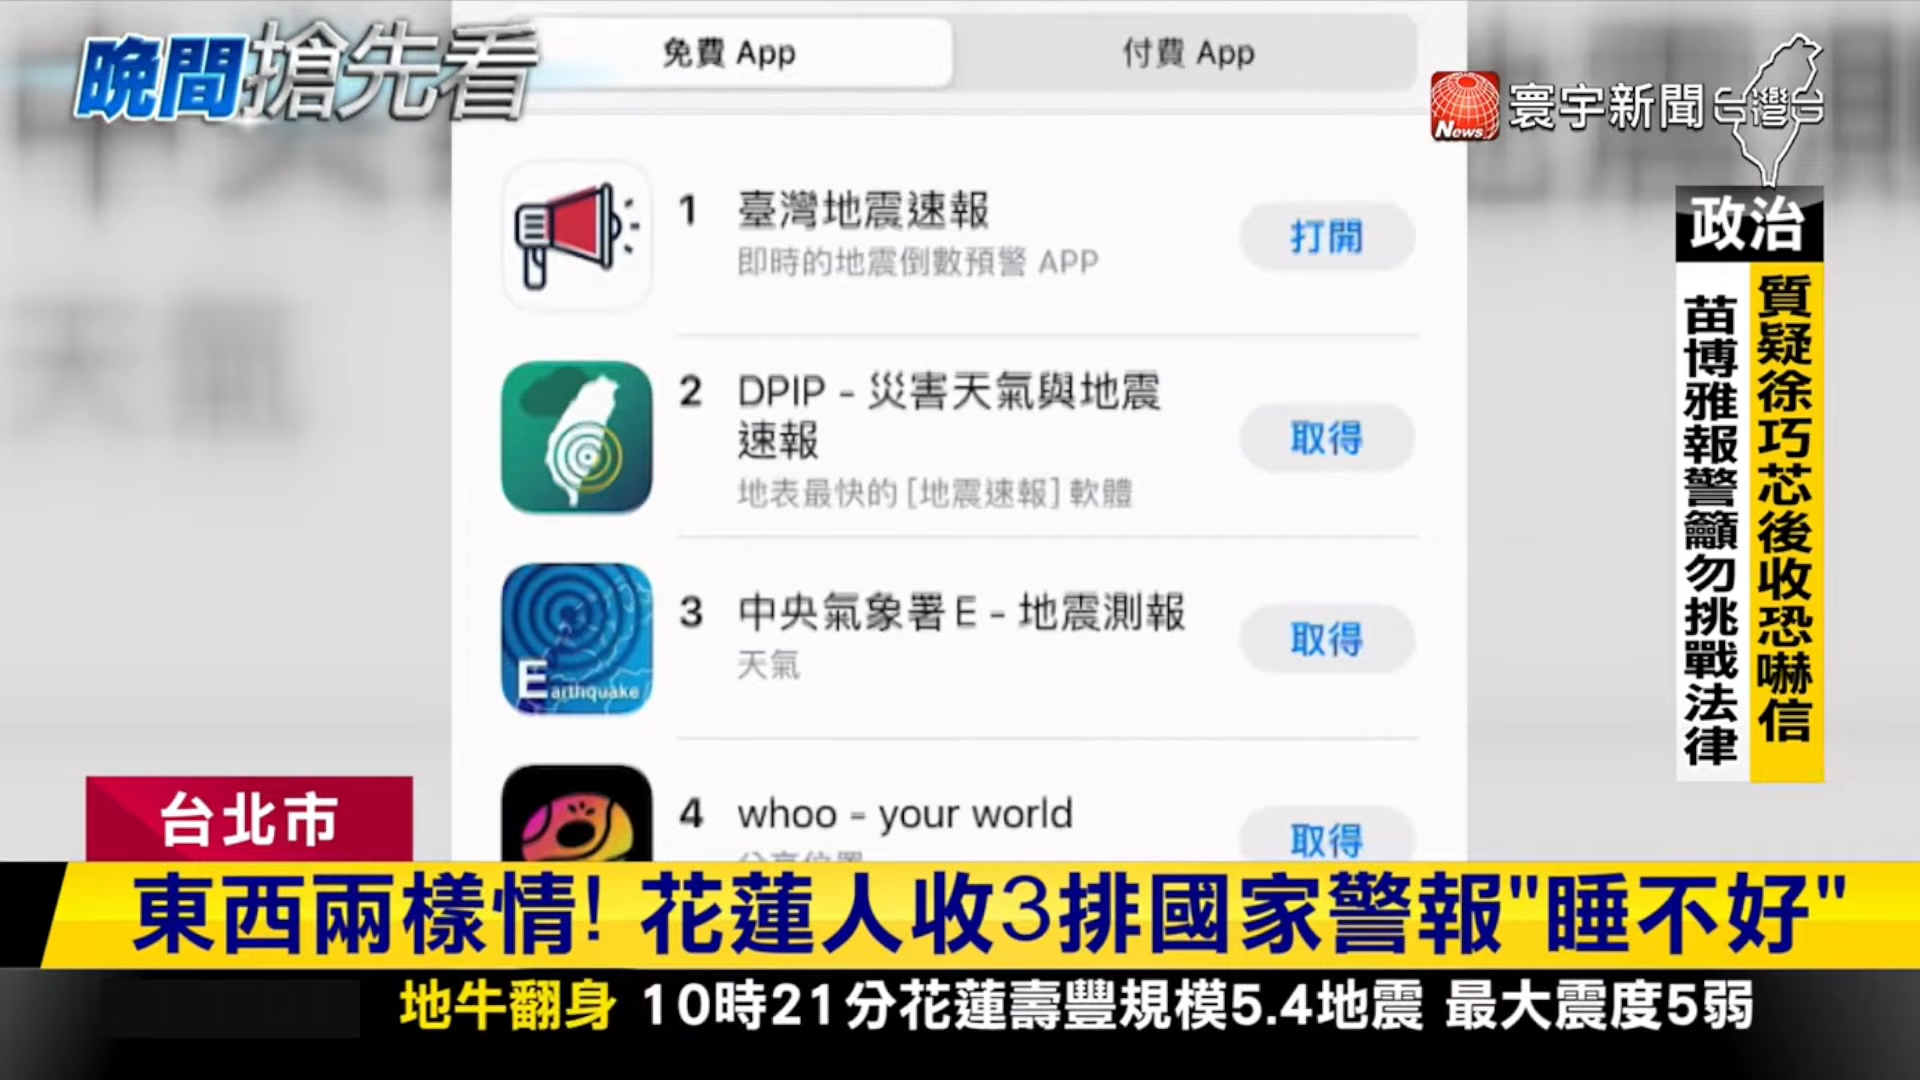 晚間搶先看
免費 App
付費 App
News
寰宇新聞 台灣台
1
臺灣地震速報
即時的地震倒數預警 APP
打開
2
DPIP - 災害天氣與地震
速報
地表最快的 [地震速報] 軟體
取得
3
中央氣象署 E - 地震測報
天氣
取得
Earthquake
4
whoo - your world
取得
政治
質疑徐巧芯後收恐嚇信
苗博雅報警籲勿挑戰法律
台北市
東西兩樣情! 花蓮人收3排國家警報"睡不好"
地牛翻身 10時21分花蓮壽豐規模5.4地震 最大震度5弱